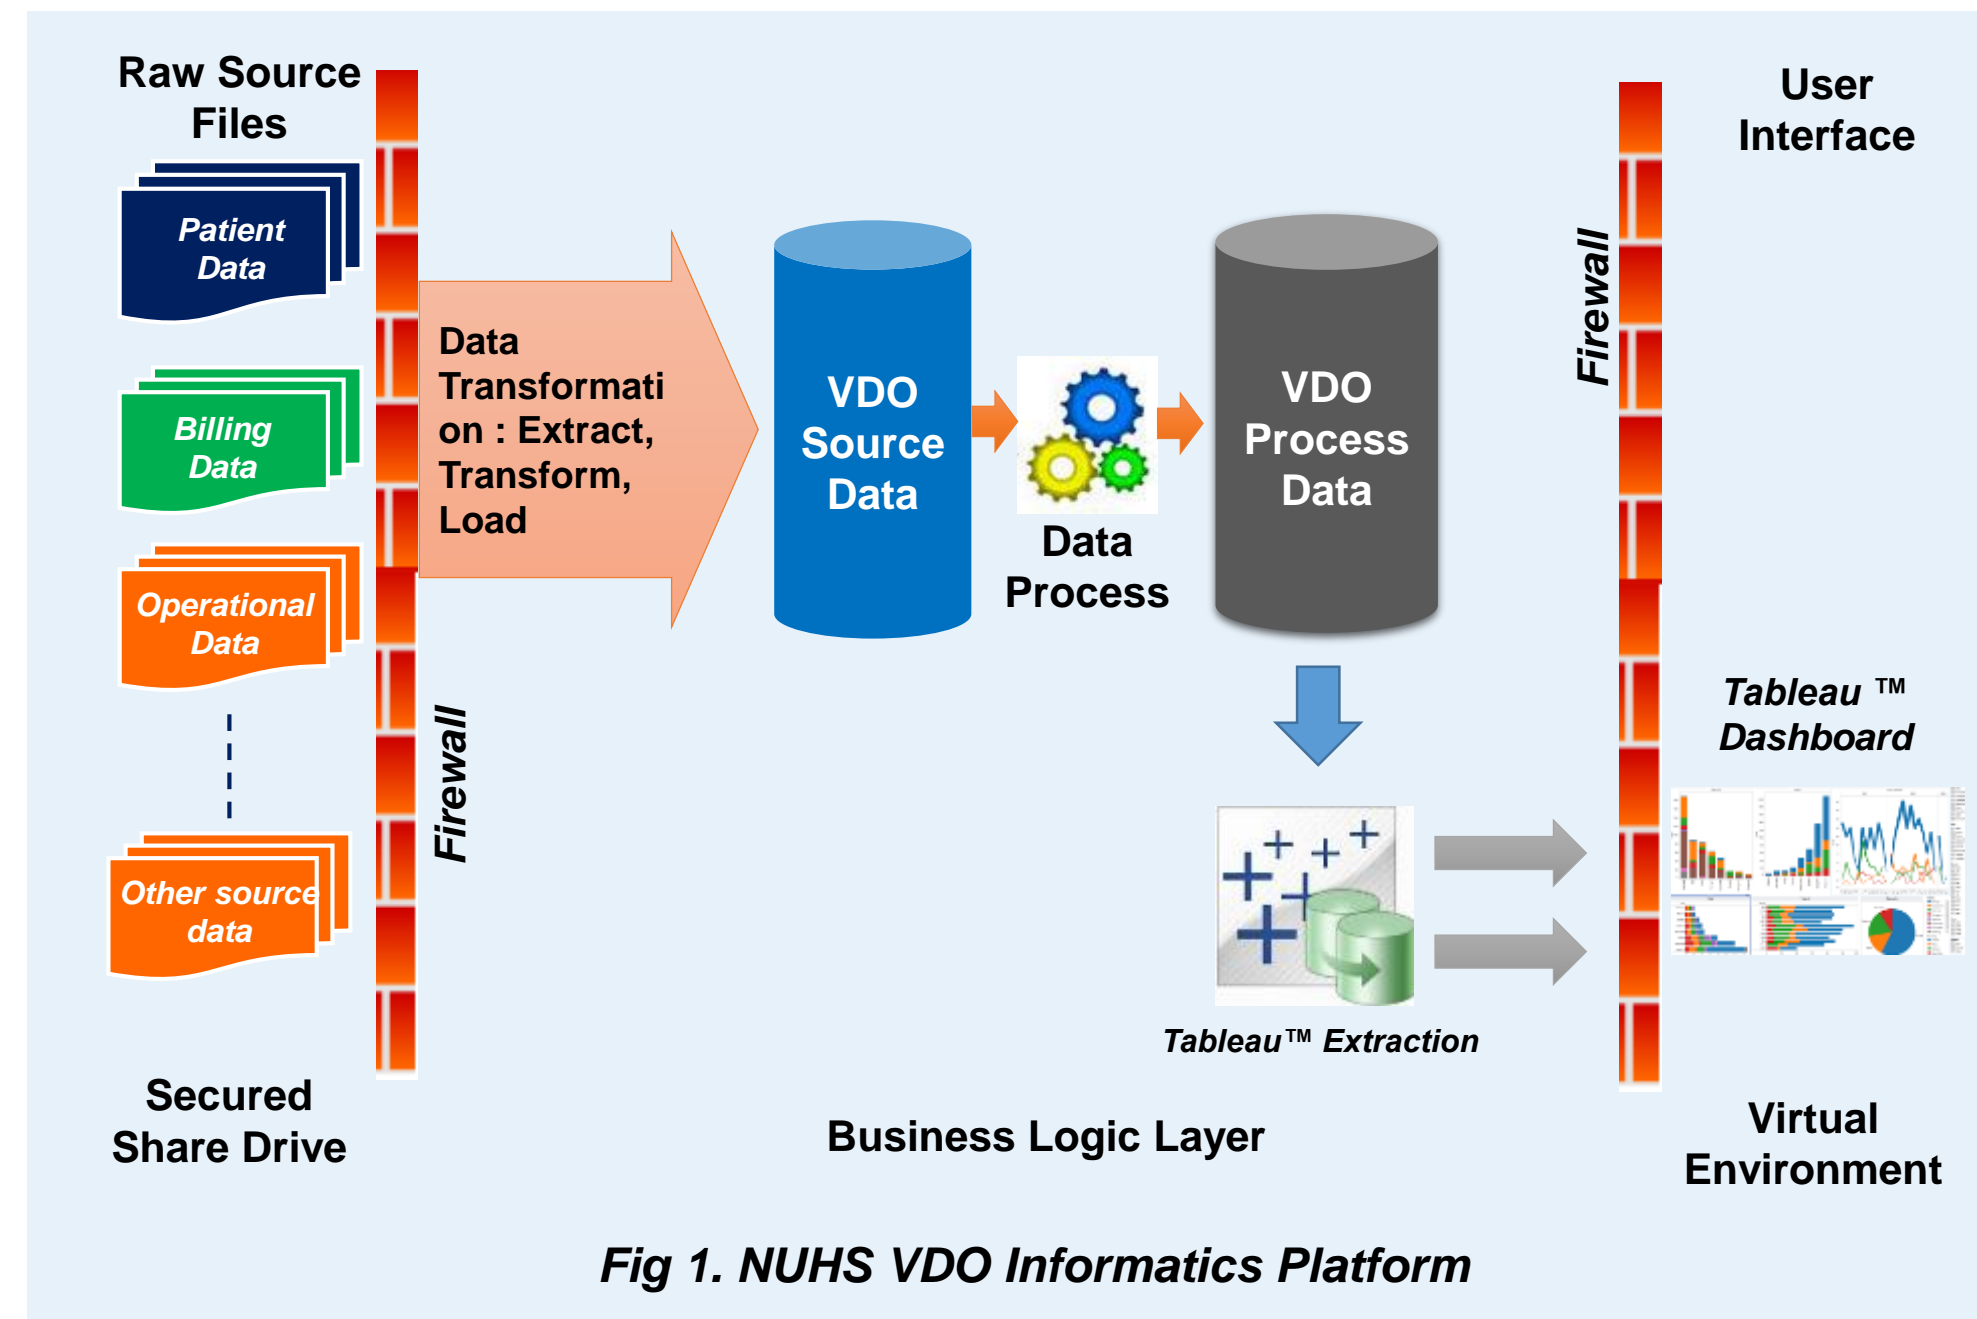 Raw Source
Files
Patient
Data
Billing
Data
Operational
Data
Other source
data
Secured
Share Drive
Firewall
Data
Transformati
on : Extract,
Transform,
Load
VDO
Source
Data
Data
Process
VDO
Process
Data
Tableau™ Extraction
Business Logic Layer
Firewall
User
Interface
Tableau ™
Dashboard
Virtual
Environment
Fig 1. NUHS VDO Informatics Platform